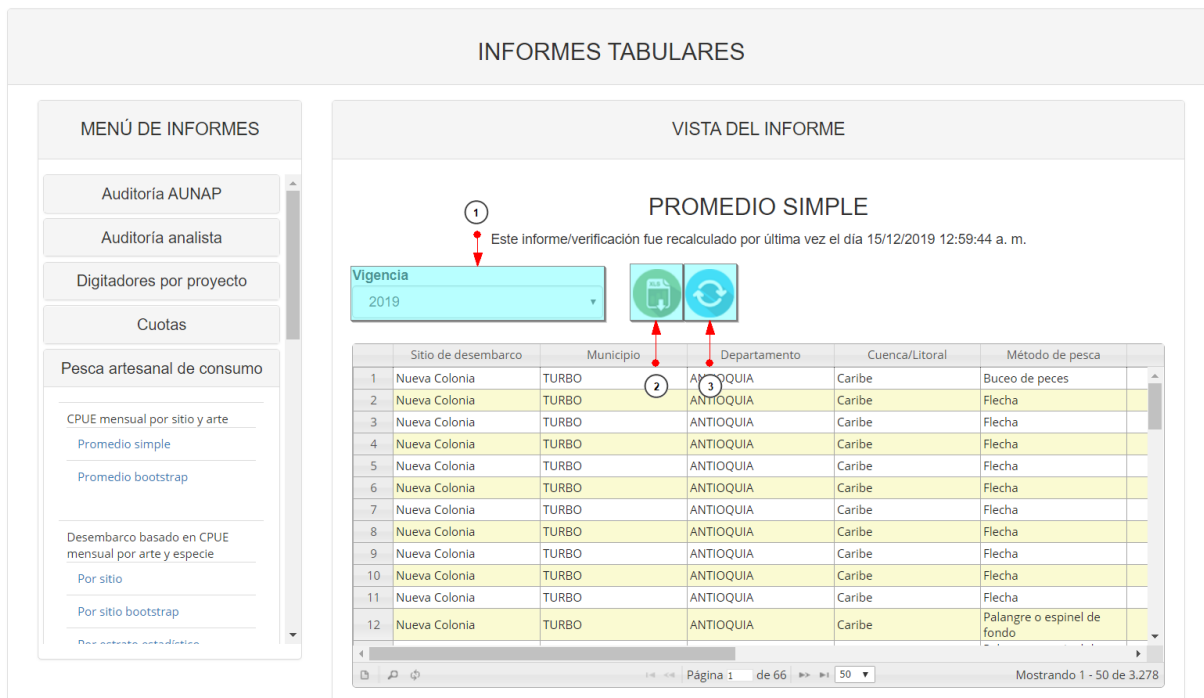 INFORMES TABULARES
MENÚ DE INFORMES
Auditoría AUNAP
Auditoría analista
Digitadores por proyecto
Cuotas
Pesca artesanal de consumo
CPUE mensual por sitio y arte
Promedio simple
Promedio bootstrap
Desembarco basado en CPUE
mensual por arte y especie
Por sitio
Por sitio bootstrap
Por estrato estadístico
VISTA DEL INFORME
PROMEDIO SIMPLE
1
Este informe/verificación fue recalculado por última vez el día 15/12/2019 12:59:44 a. m.
Vigencia
2019
XLS
Sitio de desembarco Municipio Departamento Cuenca/Litoral Método de pesca
2 3
1 Nueva Colonia TURBO ANTIOQUIA Caribe Buceo de peces
2 Nueva Colonia TURBO ANTIOQUIA Caribe Flecha
3 Nueva Colonia TURBO ANTIOQUIA Caribe Flecha
4 Nueva Colonia TURBO ANTIOQUIA Caribe Flecha
5 Nueva Colonia TURBO ANTIOQUIA Caribe Flecha
6 Nueva Colonia TURBO ANTIOQUIA Caribe Flecha
7 Nueva Colonia TURBO ANTIOQUIA Caribe Flecha
8 Nueva Colonia TURBO ANTIOQUIA Caribe Flecha
9 Nueva Colonia TURBO ANTIOQUIA Caribe Flecha
10 Nueva Colonia TURBO ANTIOQUIA Caribe Flecha
11 Nueva Colonia TURBO ANTIOQUIA Caribe Flecha
12 Nueva Colonia TURBO ANTIOQUIA Caribe Palangre o espinel de
fondo
Página 1 de 66 50 Mostrando 1 - 50 de 3.278